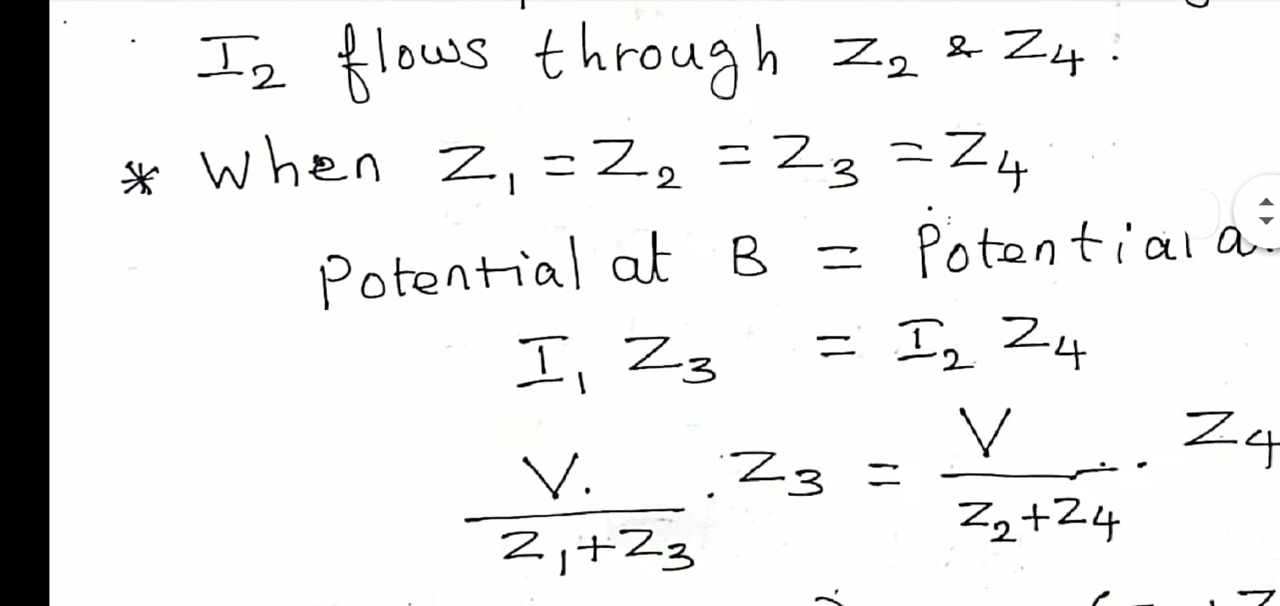 I₂ flows through Z₂ & Z₄.
* When Z₁ = Z₂ = Z₃ = Z₄
Potential at B = Potential
I₁ Z₃ = I₂ Z₄
V/(Z₁+Z₃) . Z₃ = V/(Z₂+Z₄) . Z₄